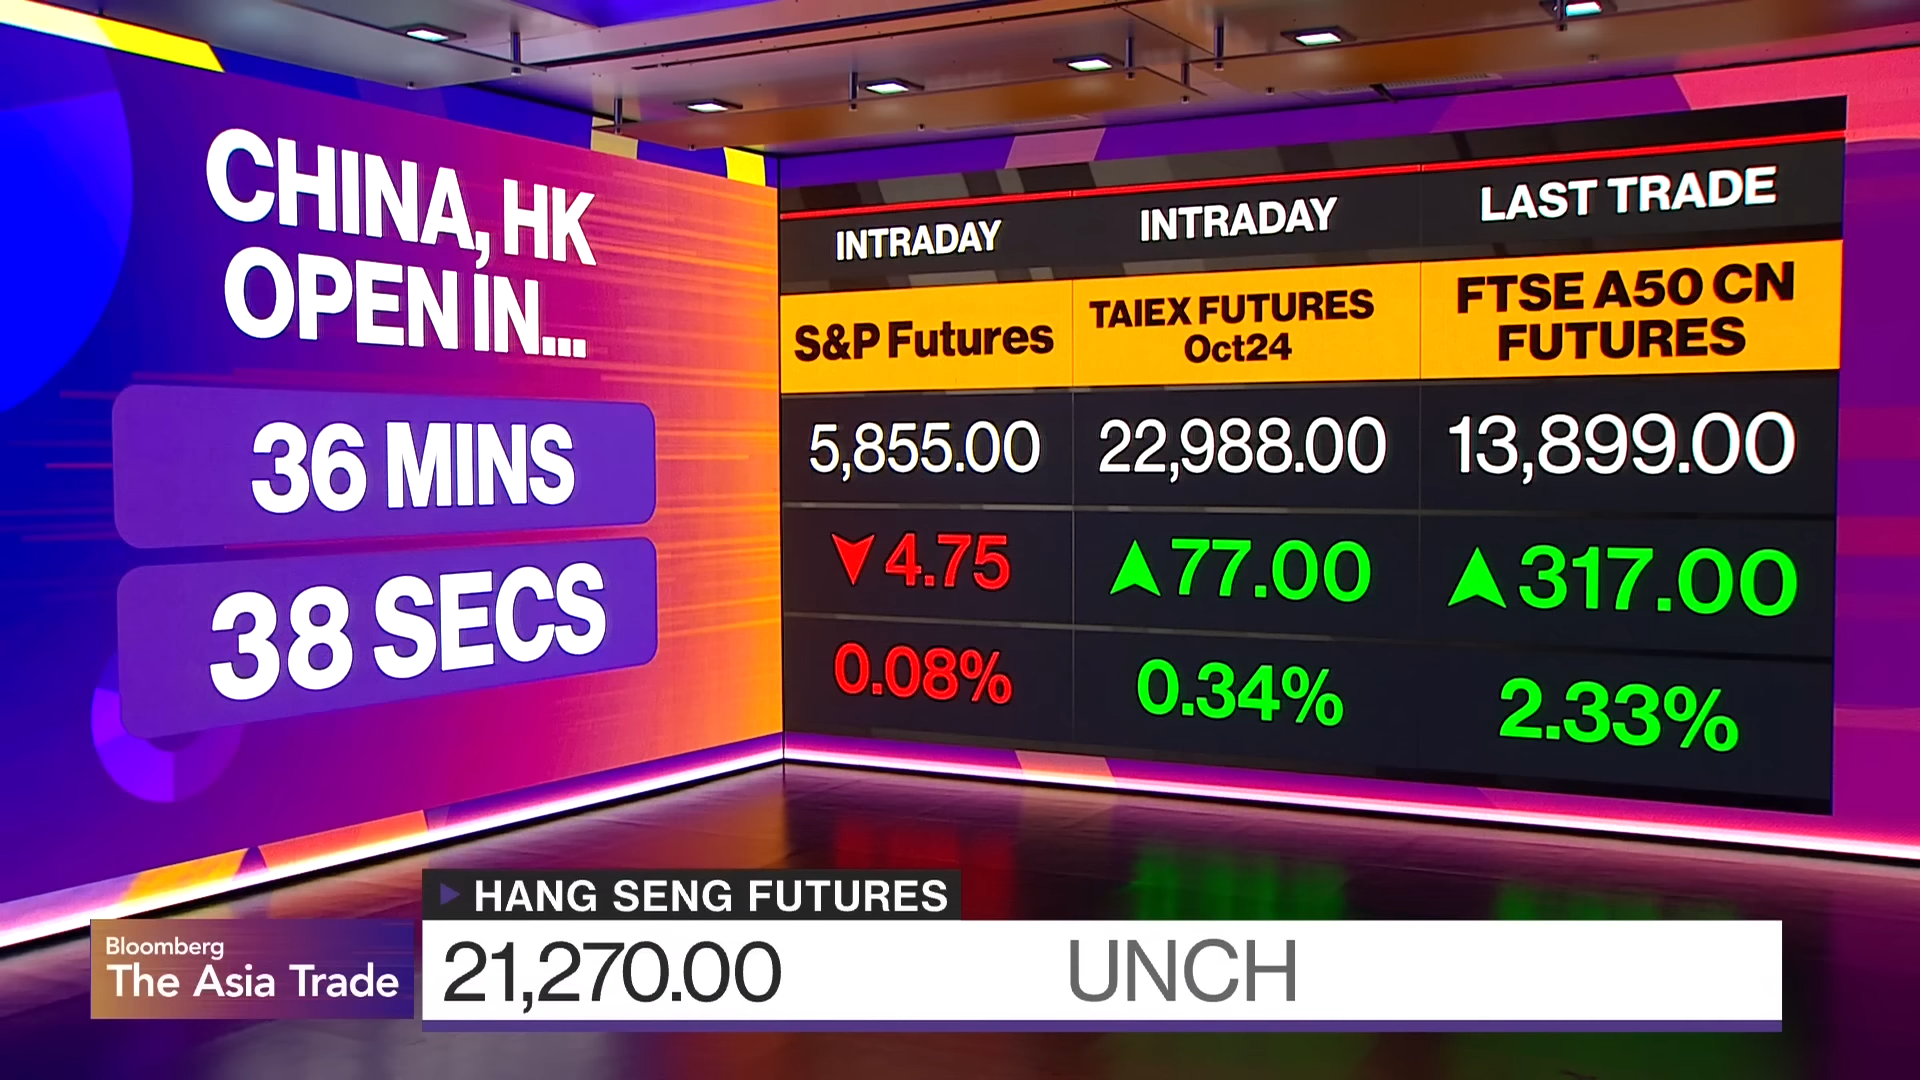 CHINA, HK
OPEN IN...
36 MINS
38 SECS
INTRADAY
S&P Futures
5,855.00
▼4.75
0.08%
INTRADAY
TAIEX FUTURES
Oct24
22,988.00
▲77.00
0.34%
LAST TRADE
FTSE A50 CN
FUTURES
13,899.00
▲317.00
2.33%
HANG SENG FUTURES
21,270.00 UNCH
Bloomberg
The Asia Trade